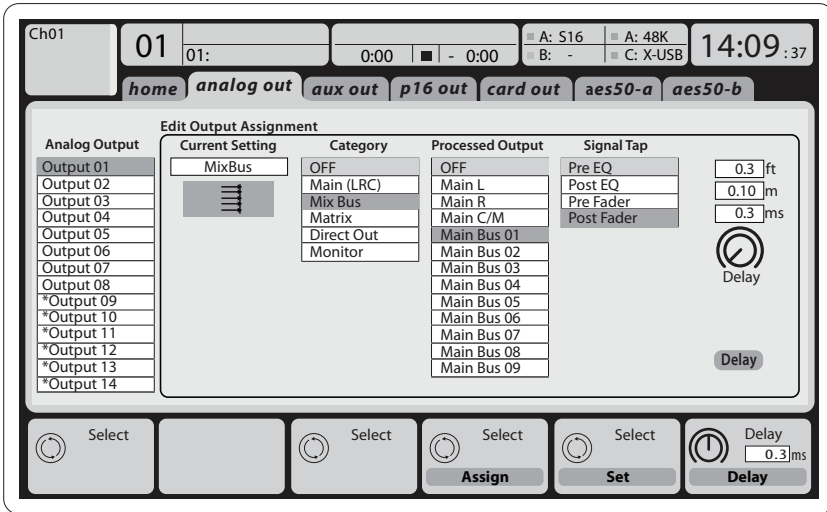 Ch01
01
01:
0:00 - 0:00
A: S16
B: -
A: 48K
C: X-USB
14:09 :37
home
analog out
aux out
p16 out
card out
aes50-a
aes50-b
Edit Output Assignment
Analog Output
Output 01
Output 02
Output 03
Output 04
Output 05
Output 06
Output 07
Output 08
*Output 09
*Output 10
*Output 11
*Output 12
*Output 13
*Output 14
Current Setting
MixBus
Category
OFF
Main (LRC)
Mix Bus
Matrix
Direct Out
Monitor
Processed Output
OFF
Main L
Main R
Main C/M
Main Bus 01
Main Bus 02
Main Bus 03
Main Bus 04
Main Bus 05
Main Bus 06
Main Bus 07
Main Bus 08
Main Bus 09
Signal Tap
Pre EQ
Post EQ
Pre Fader
Post Fader
0.3 ft
0.10 m
0.3 ms
Delay
Delay
Select
Select
Select
Assign
Select
Set
Delay
0.3 ms
Delay